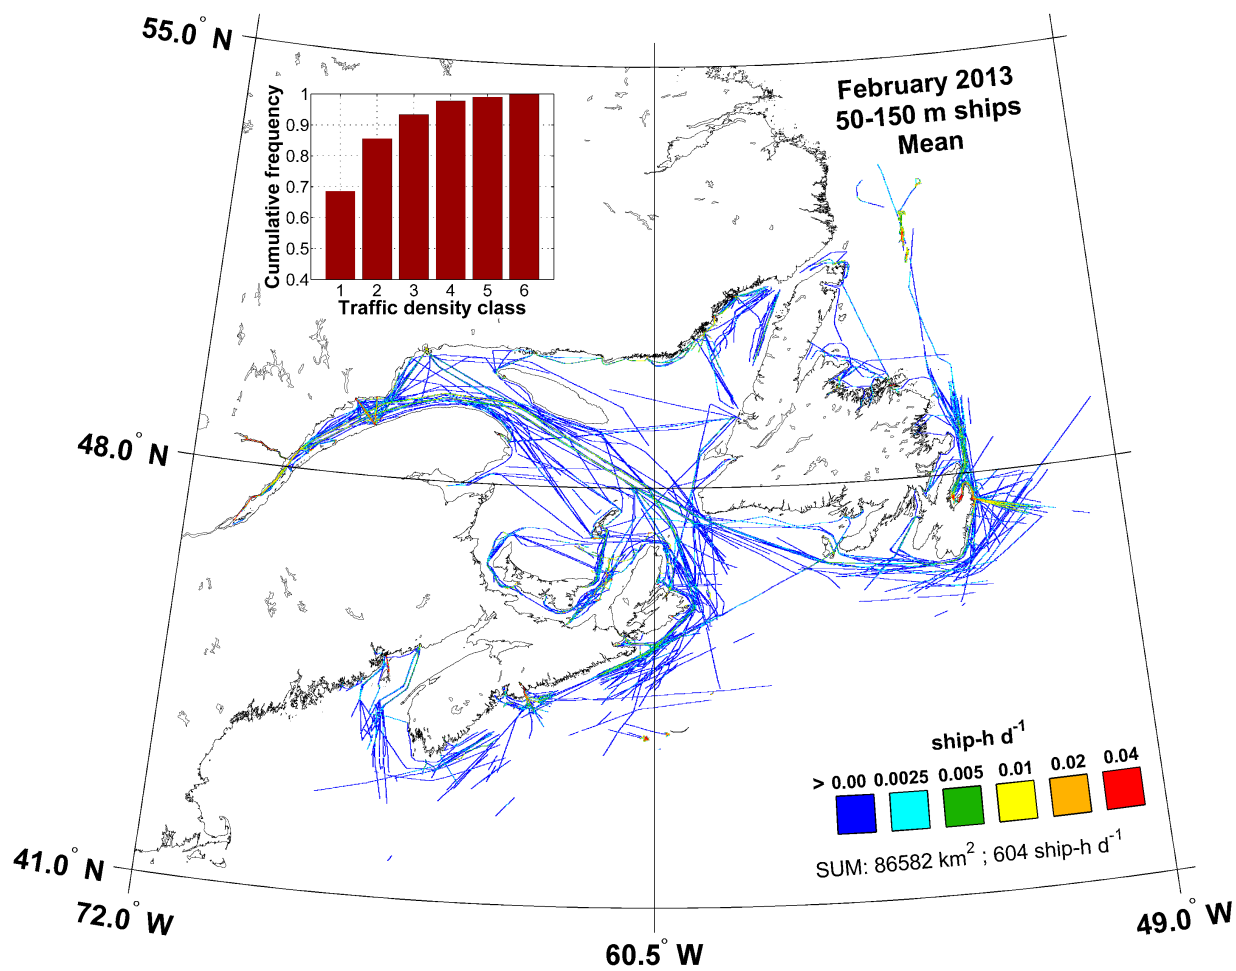 55.0° N
February 2013
50-150 m ships
Mean
Cumulative frequency
1
0.9
0.8
0.7
0.6
0.5
0.4
1 2 3 4 5 6
Traffic density class
48.0° N
ship-h d⁻¹
> 0.00 0.0025 0.005 0.01 0.02 0.04
SUM: 86582 km² ; 604 ship-h d⁻¹
41.0° N
72.0° W
60.5° W
49.0° W